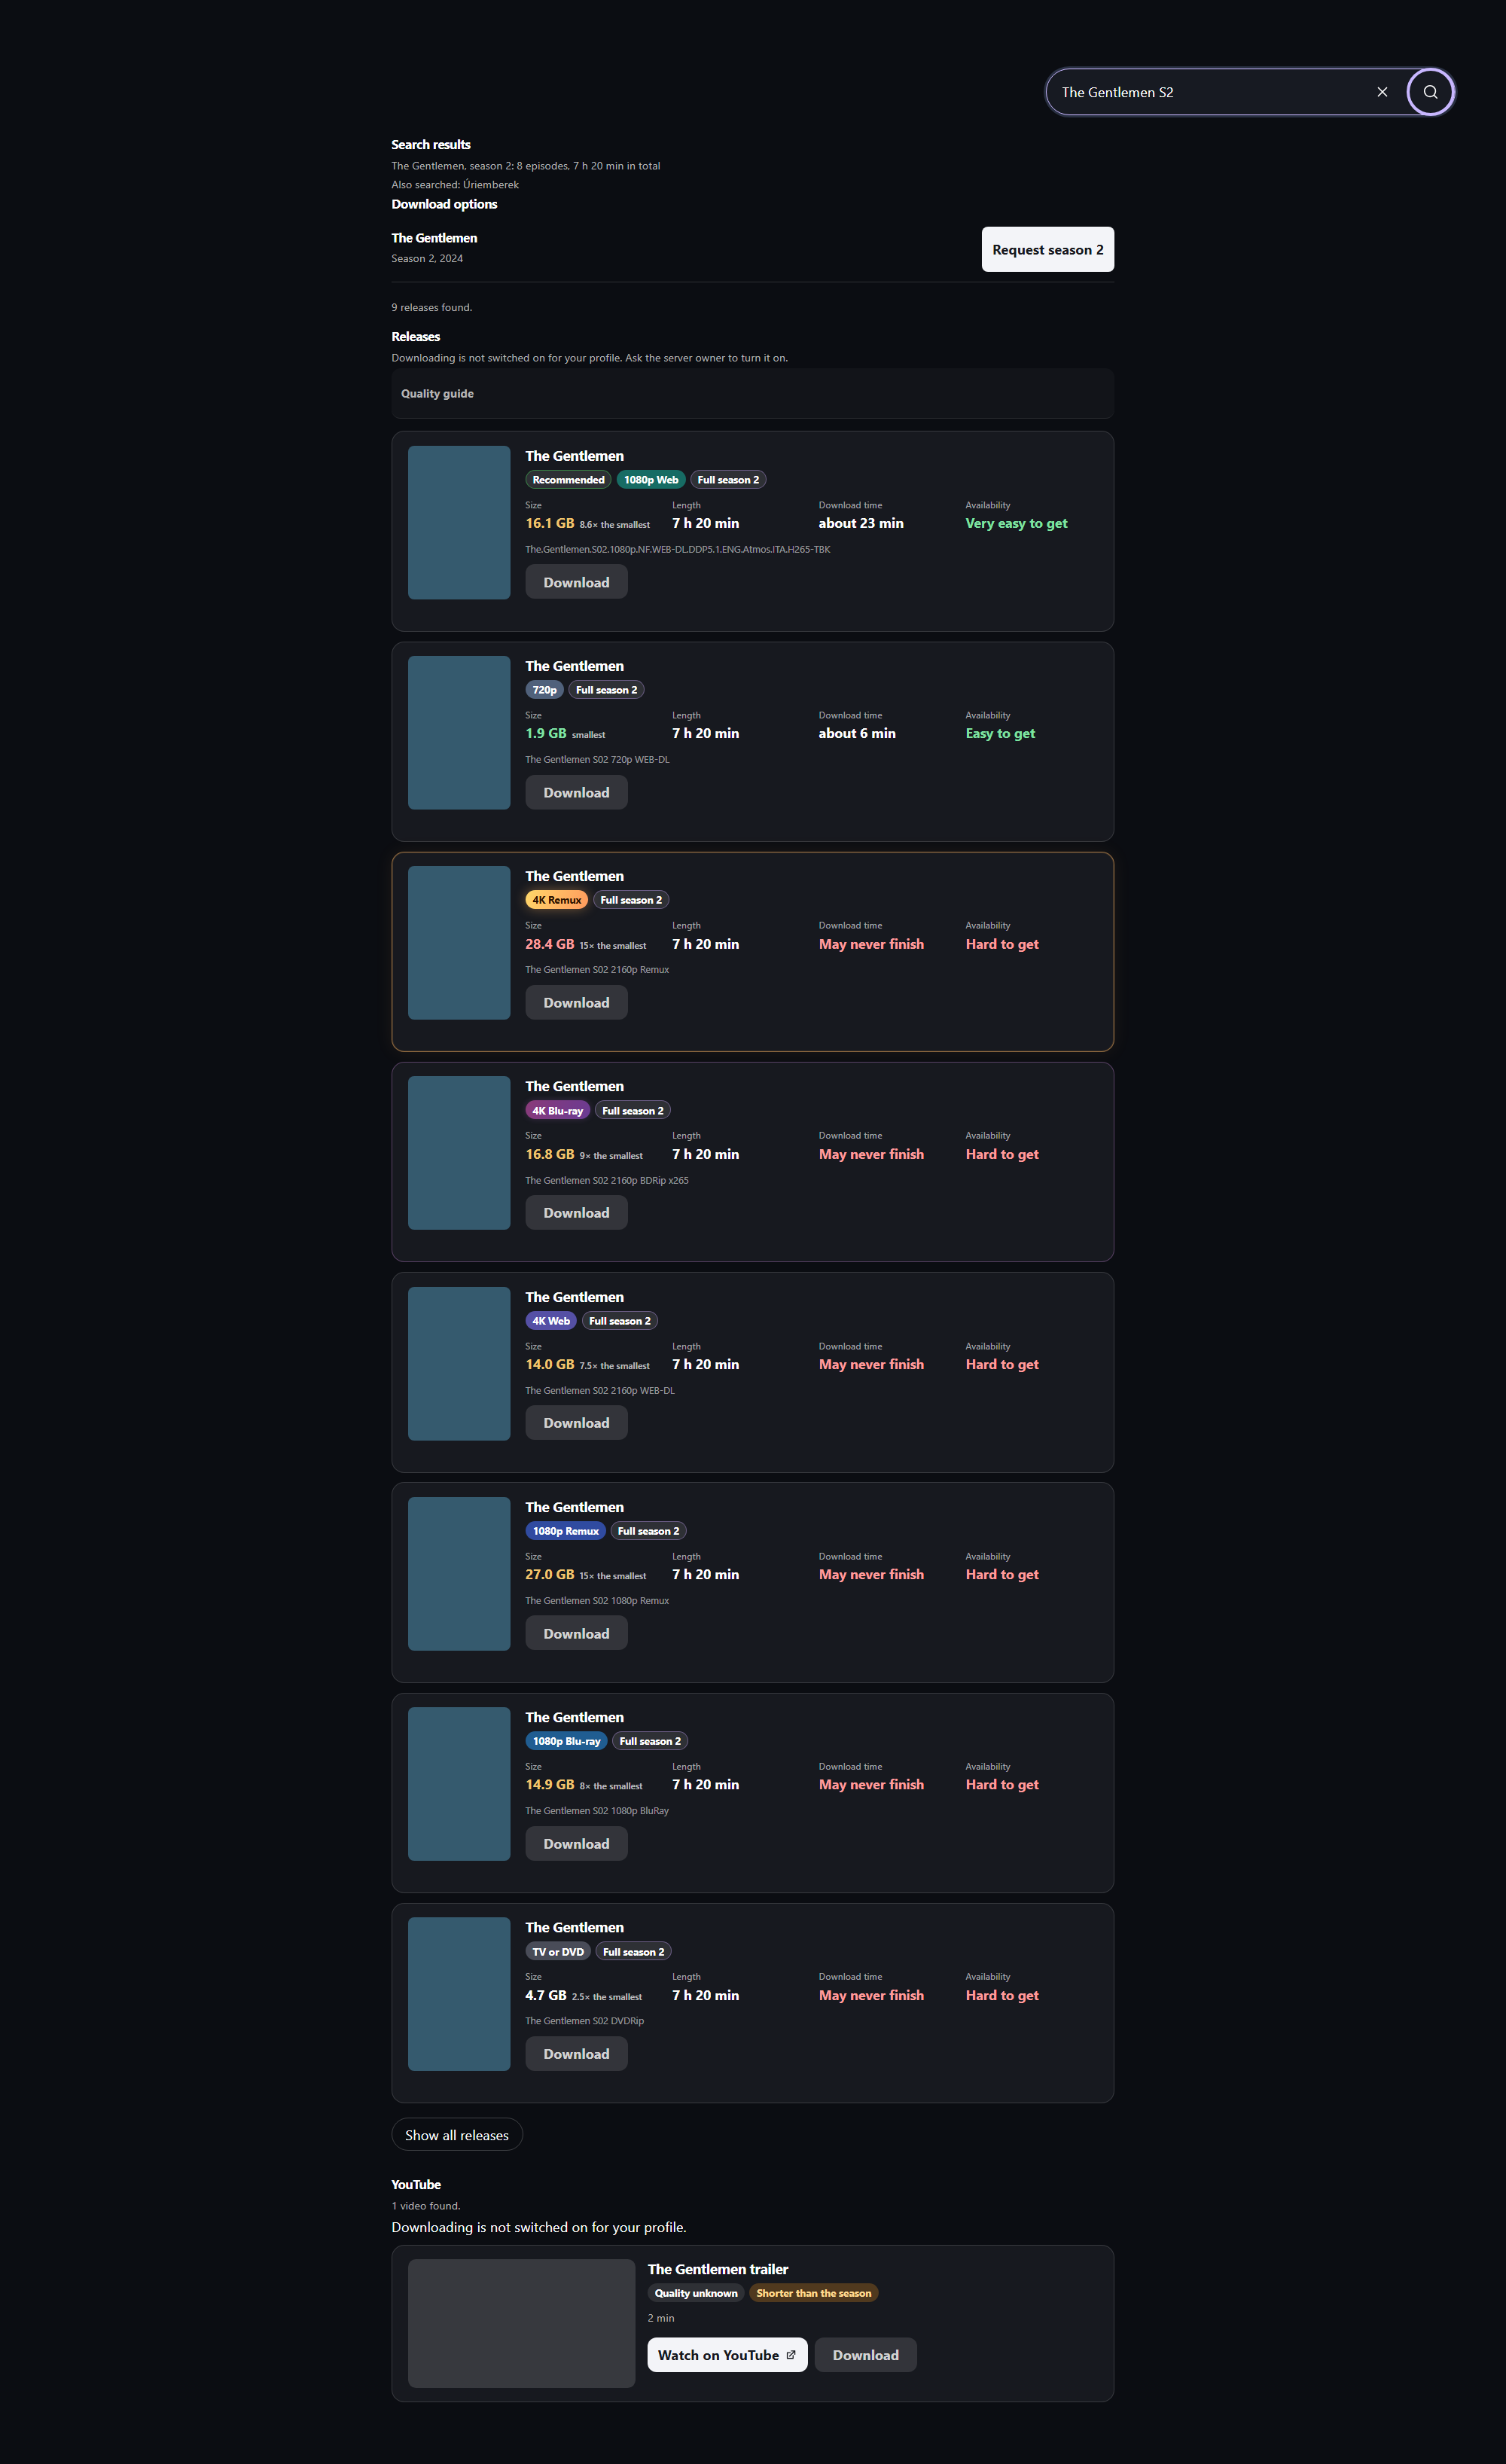 The Gentlemen S2
Search results
The Gentlemen, season 2: 8 episodes, 7 h 20 min in total
Also searched: Úriemberek
Download options
The Gentlemen
Season 2, 2024
Request season 2
9 releases found.
Releases
Downloading is not switched on for your profile. Ask the server owner to turn it on.
Quality guide
The Gentlemen
Recommended 1080p Web Full season 2
Size Length Download time Availability
16.1 GB 8.6× the smallest 7 h 20 min about 23 min Very easy to get
The.Gentlemen.S02.1080p.NF.WEB-DL.DDP5.1.ENG.Atmos.ITA.H265-TBK
Download
The Gentlemen
720p Full season 2
Size Length Download time Availability
1.9 GB smallest 7 h 20 min about 6 min Easy to get
The Gentlemen S02 720p WEB-DL
Download
The Gentlemen
4K Remux Full season 2
Size Length Download time Availability
28.4 GB 15× the smallest 7 h 20 min May never finish Hard to get
The Gentlemen S02 2160p Remux
Download
The Gentlemen
4K Blu-ray Full season 2
Size Length Download time Availability
16.8 GB 9× the smallest 7 h 20 min May never finish Hard to get
The Gentlemen S02 2160p BDRip x265
Download
The Gentlemen
4K Web Full season 2
Size Length Download time Availability
14.0 GB 7.5× the smallest 7 h 20 min May never finish Hard to get
The Gentlemen S02 2160p WEB-DL
Download
The Gentlemen
1080p Remux Full season 2
Size Length Download time Availability
27.0 GB 15× the smallest 7 h 20 min May never finish Hard to get
The Gentlemen S02 1080p Remux
Download
The Gentlemen
1080p Blu-ray Full season 2
Size Length Download time Availability
14.9 GB 8× the smallest 7 h 20 min May never finish Hard to get
The Gentlemen S02 1080p BluRay
Download
The Gentlemen
TV or DVD Full season 2
Size Length Download time Availability
4.7 GB 2.5× the smallest 7 h 20 min May never finish Hard to get
The Gentlemen S02 DVDRip
Download
Show all releases
YouTube
1 video found.
Downloading is not switched on for your profile.
The Gentlemen trailer
Quality unknown Shorter than the season
2 min
Watch on YouTube Download